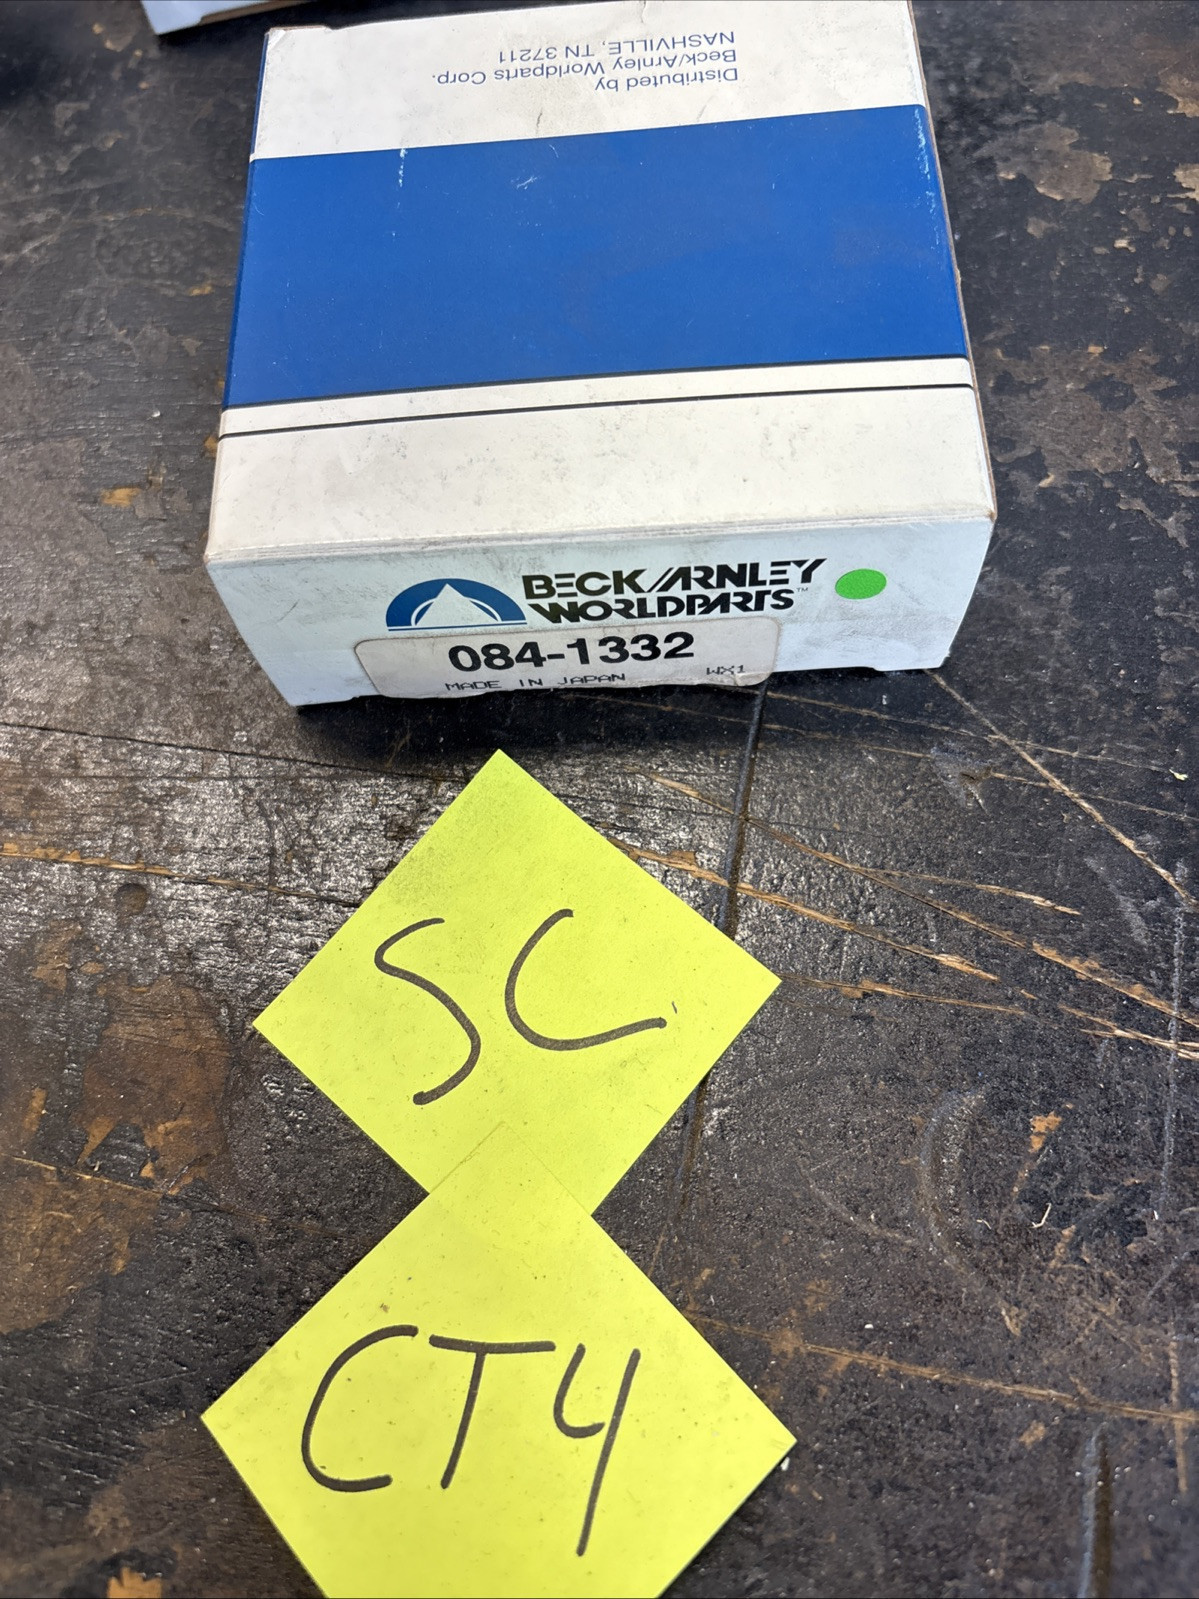 Distributed by
Beck/Arnley Worldparts Corp.
NASHVILLE, TN 37211
BECK/ARNLEY
WORLDPARTS™
084-1332
MADE IN JAPAN WX1
SC
CT4